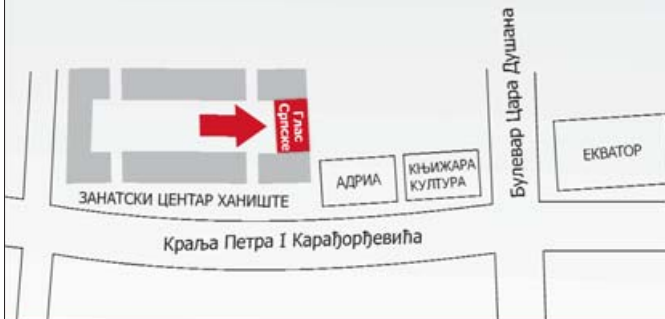 Глас
Српске
ЗАНАТСКИ ЦЕНТАР ХАНИШТЕ
АДРИА
КЊИЖАРА
КУЛТУРА
Булевар Цара Душана
ЕКВАТОР
Краља Петра I Карађорђевића